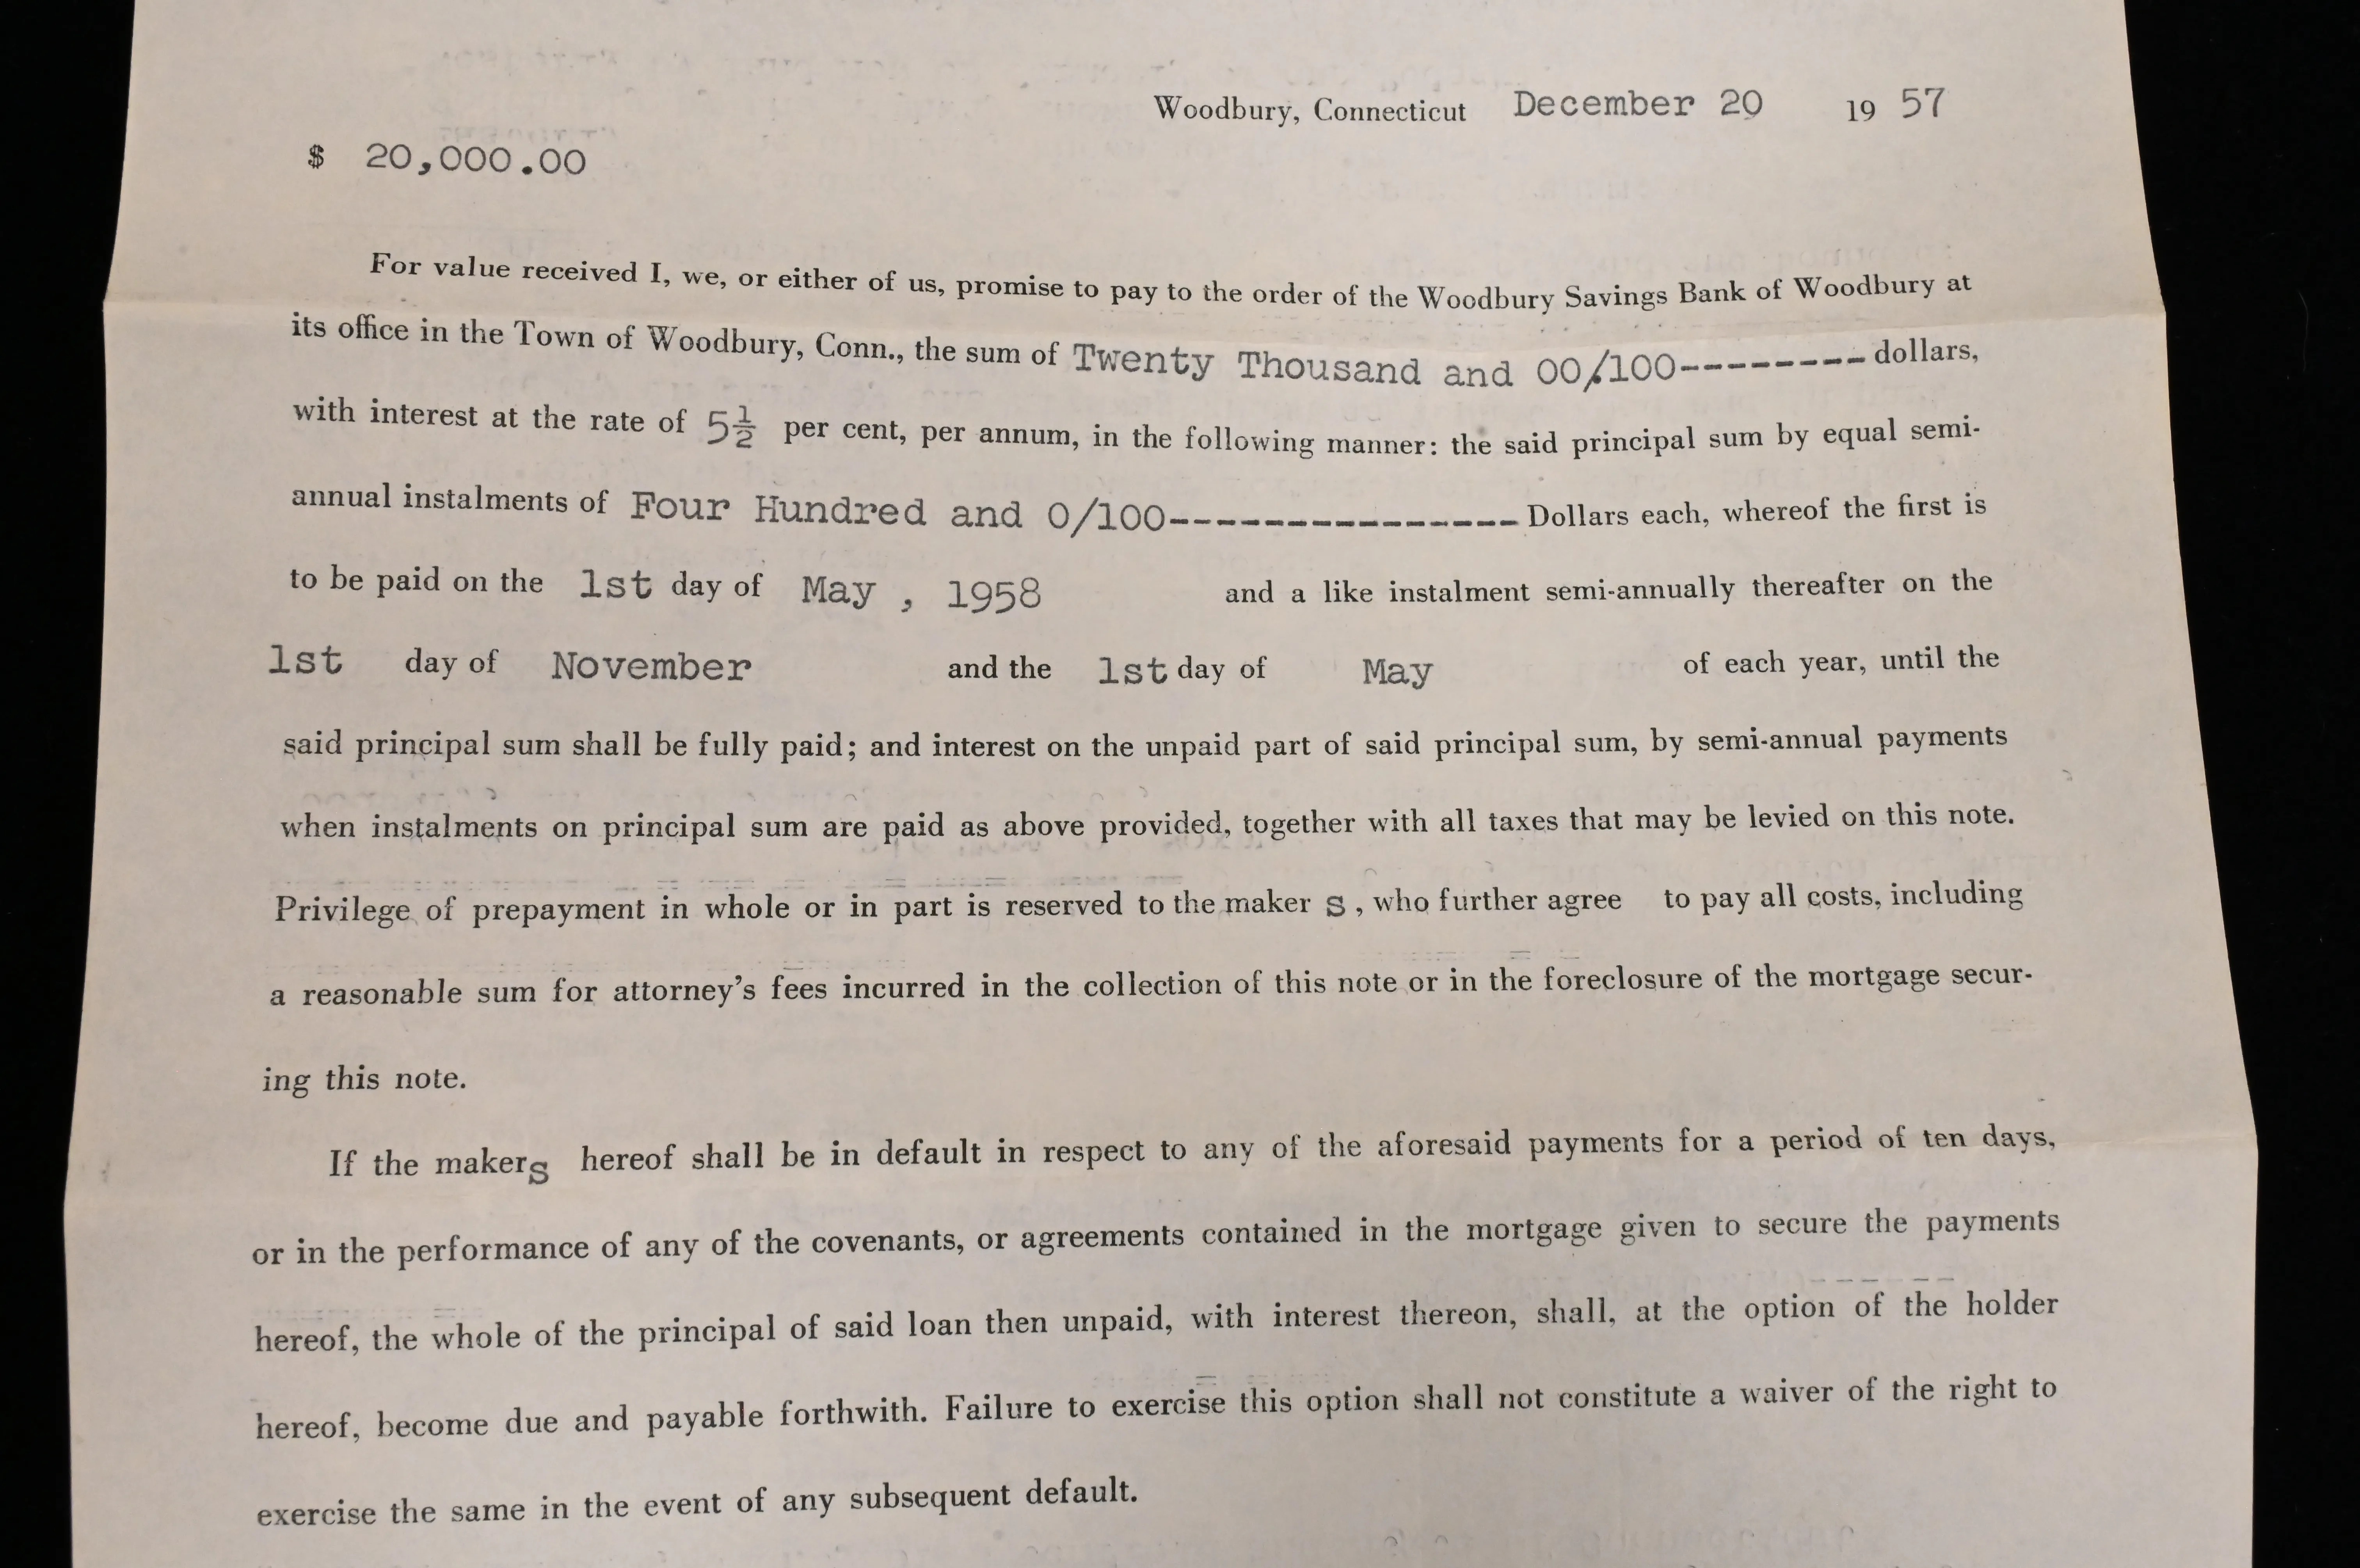 Woodbury, Connecticut December 20 19 57
$ 20,000.00
For value received I, we, or either of us, promise to pay to the order of the Woodbury Savings Bank of Woodbury at
its office in the Town of Woodbury, Conn., the sum of Twenty Thousand and 00/100-------- dollars,
with interest at the rate of 5½ per cent, per annum, in the following manner: the said principal sum by equal semi-
annual instalments of Four Hundred and 0/100---------------- Dollars each, whereof the first is
to be paid on the 1st day of May , 1958 and a like instalment semi-annually thereafter on the
1st day of November and the 1st day of May of each year, until the
said principal sum shall be fully paid; and interest on the unpaid part of said principal sum, by semi-annual payments
when instalments on principal sum are paid as above provided, together with all taxes that may be levied on this note.
Privilege of prepayment in whole or in part is reserved to the maker s , who further agree to pay all costs, including
a reasonable sum for attorney's fees incurred in the collection of this note or in the foreclosure of the mortgage secur-
ing this note.
If the makers hereof shall be in default in respect to any of the aforesaid payments for a period of ten days,
or in the performance of any of the covenants, or agreements contained in the mortgage given to secure the payments
hereof, the whole of the principal of said loan then unpaid, with interest thereon, shall, at the option of the holder
hereof, become due and payable forthwith. Failure to exercise this option shall not constitute a waiver of the right to
exercise the same in the event of any subsequent default.